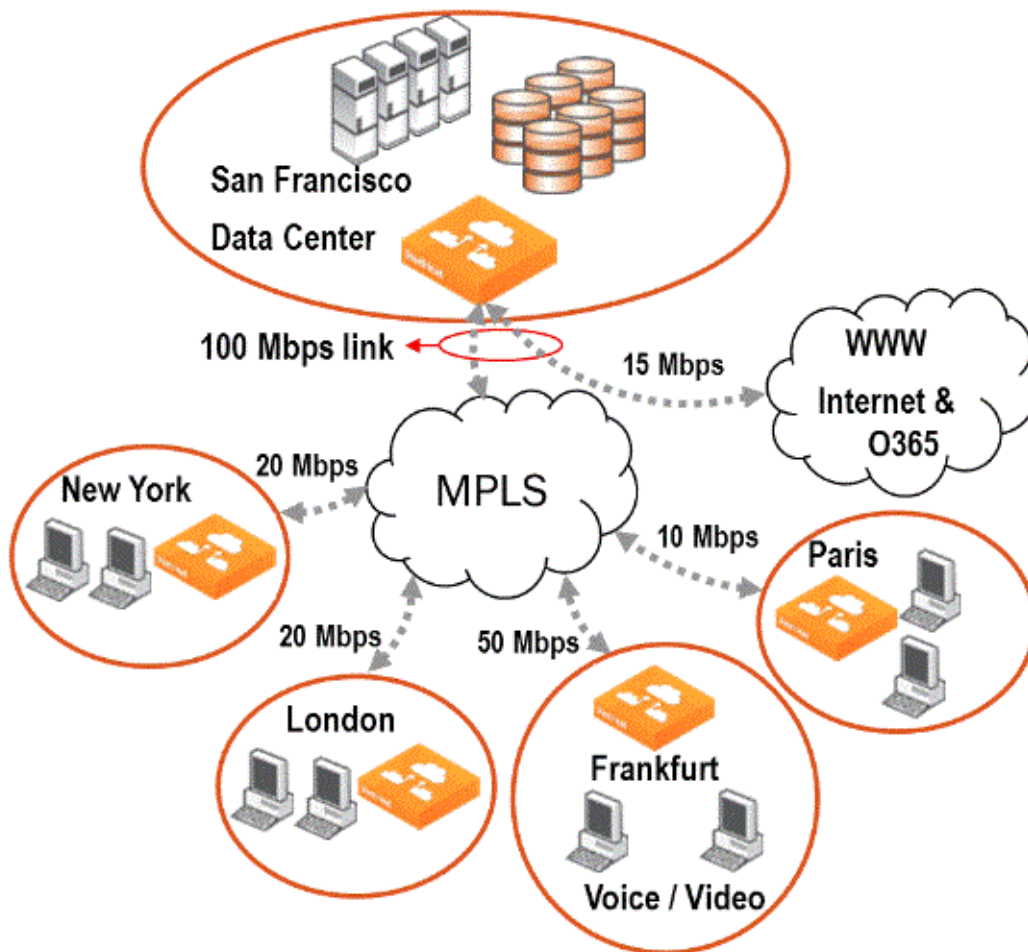 San Francisco
Data Center
100 Mbps link
15 Mbps
WWW
Internet &
O365
20 Mbps
New York
MPLS
10 Mbps
Paris
20 Mbps
50 Mbps
London
Frankfurt
Voice / Video